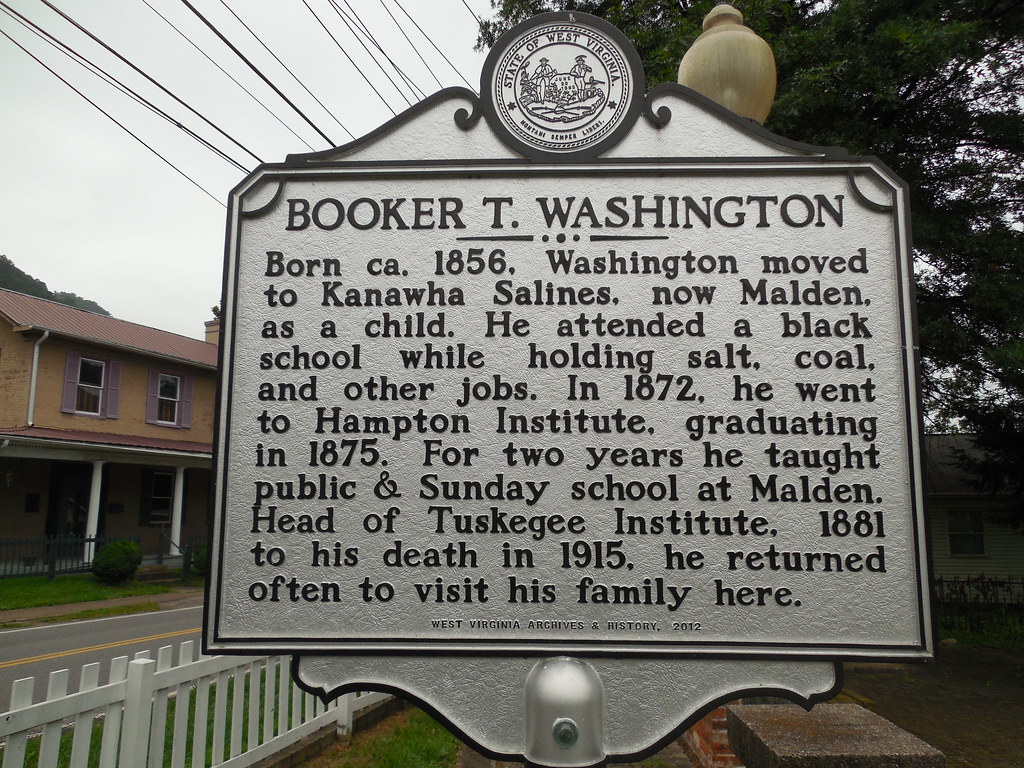 STATE OF WEST VIRGINIA
JUNE
MONTANI SEMPER LIBERI.
BOOKER T. WASHINGTON
Born ca. 1856, Washington moved
to Kanawha Salines, now Malden,
as a child. He attended a black
school while holding salt, coal,
and other jobs. In 1872, he went
to Hampton Institute, graduating
in 1875. For two years he taught
public & Sunday school at Malden.
Head of Tuskegee Institute, 1881
to his death in 1915, he returned
often to visit his family here.
WEST VIRGINIA ARCHIVES & HISTORY, 2012